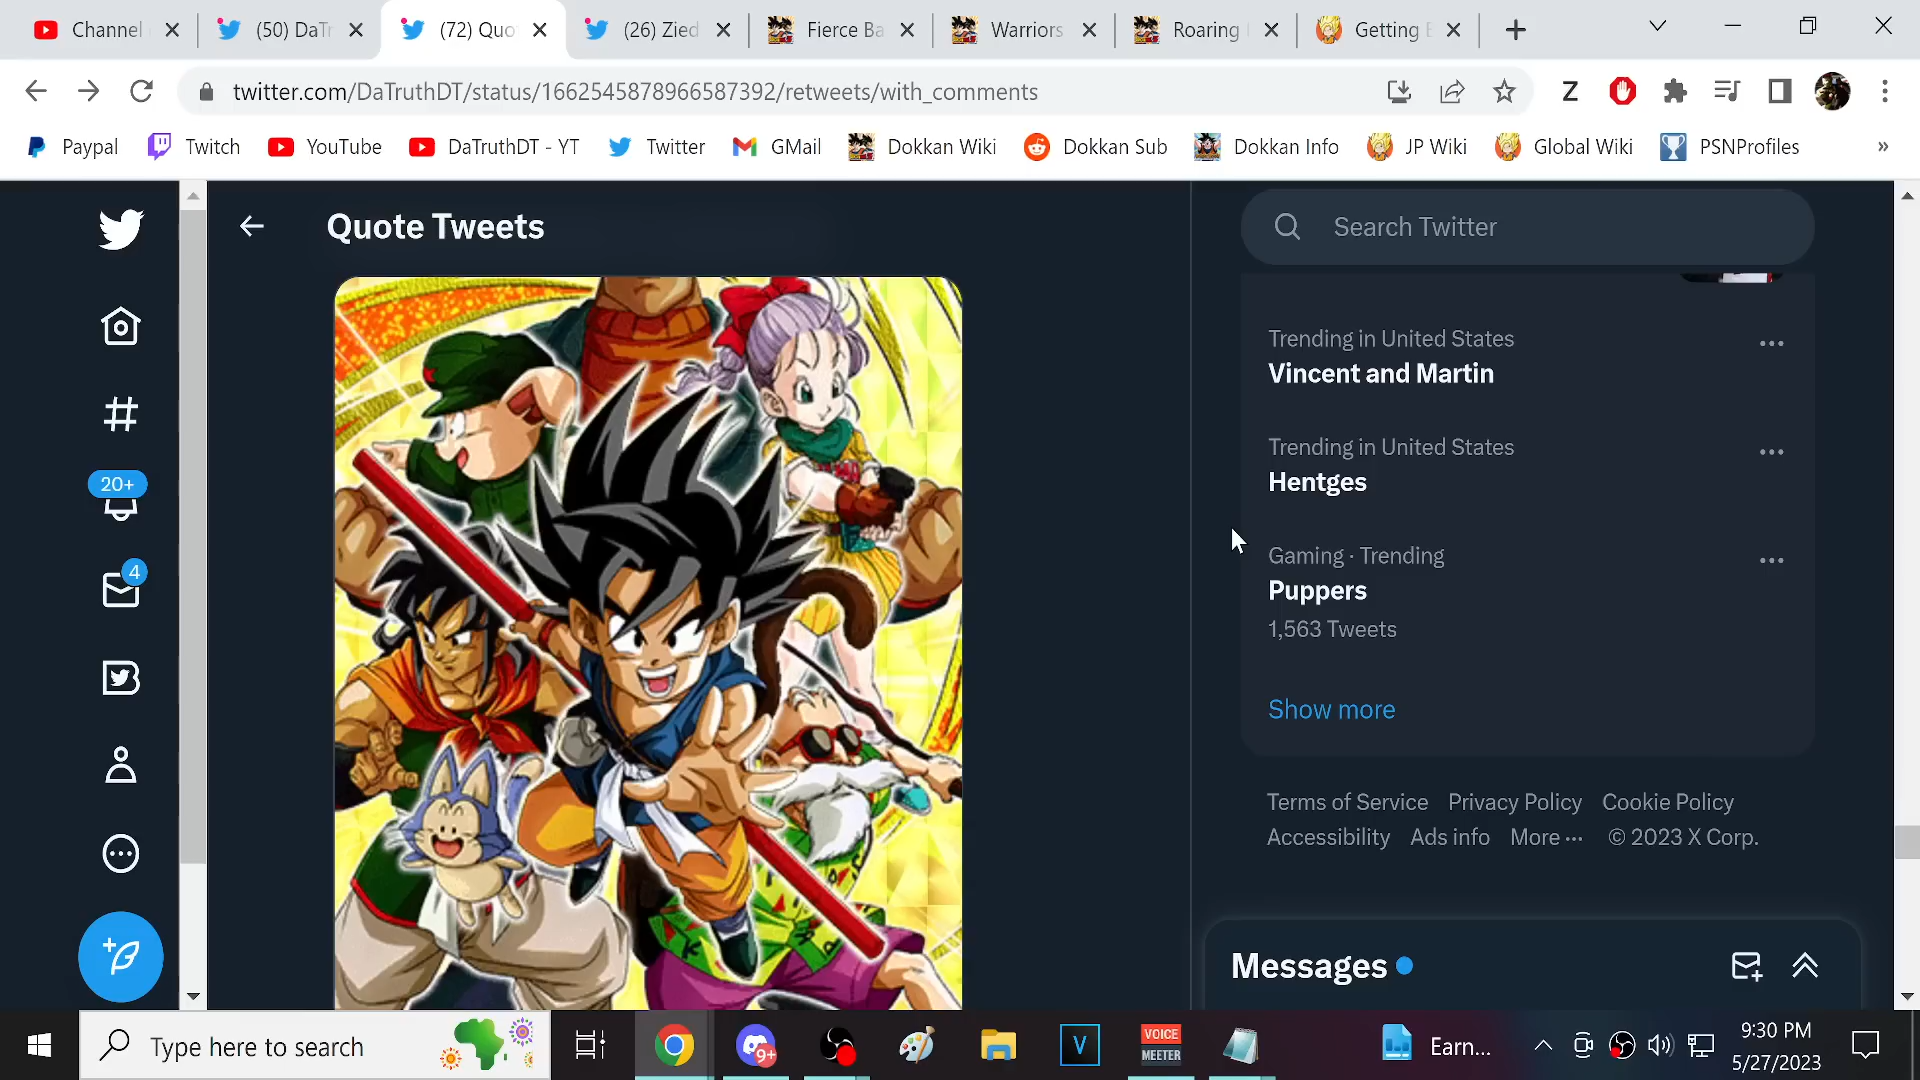 Channel
(50) DaTr
(72) Quo
(26) Zied
Fierce Ba
Warriors
Roaring
Getting E
twitter.com/DaTruthDT/status/1662545878966587392/retweets/with_comments
Z
Paypal
Twitch
YouTube
DaTruthDT - YT
Twitter
GMail
Dokkan Wiki
Dokkan Sub
Dokkan Info
JP Wiki
Global Wiki
PSNProfiles
»
Quote Tweets
Search Twitter
Trending in United States
Vincent and Martin
Trending in United States
Hentges
20+
Gaming · Trending
Puppers
1,563 Tweets
4
Show more
Terms of Service Privacy Policy Cookie Policy
Accessibility Ads info More ··· © 2023 X Corp.
Messages
Type here to search
9+
V
VOICE
MEETER
Earn...
9:30 PM
5/27/2023